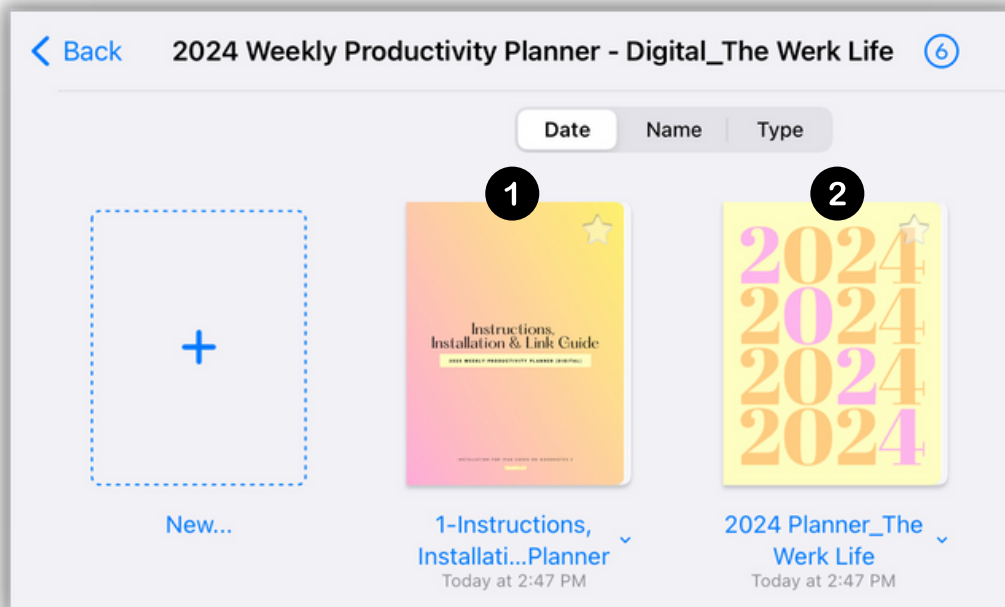 Back
2024 Weekly Productivity Planner - Digital_The Werk Life
6
Date
Name
Type
1
2
Instructions,
Installation & Link Guide
2022 WEEKLY PRODUCTIVITY PLANNER (DIGITAL)
2024
2024
2024
2024
New...
1-Instructions,
Installati...Planner
Today at 2:47 PM
2024 Planner_The
Werk Life
Today at 2:47 PM